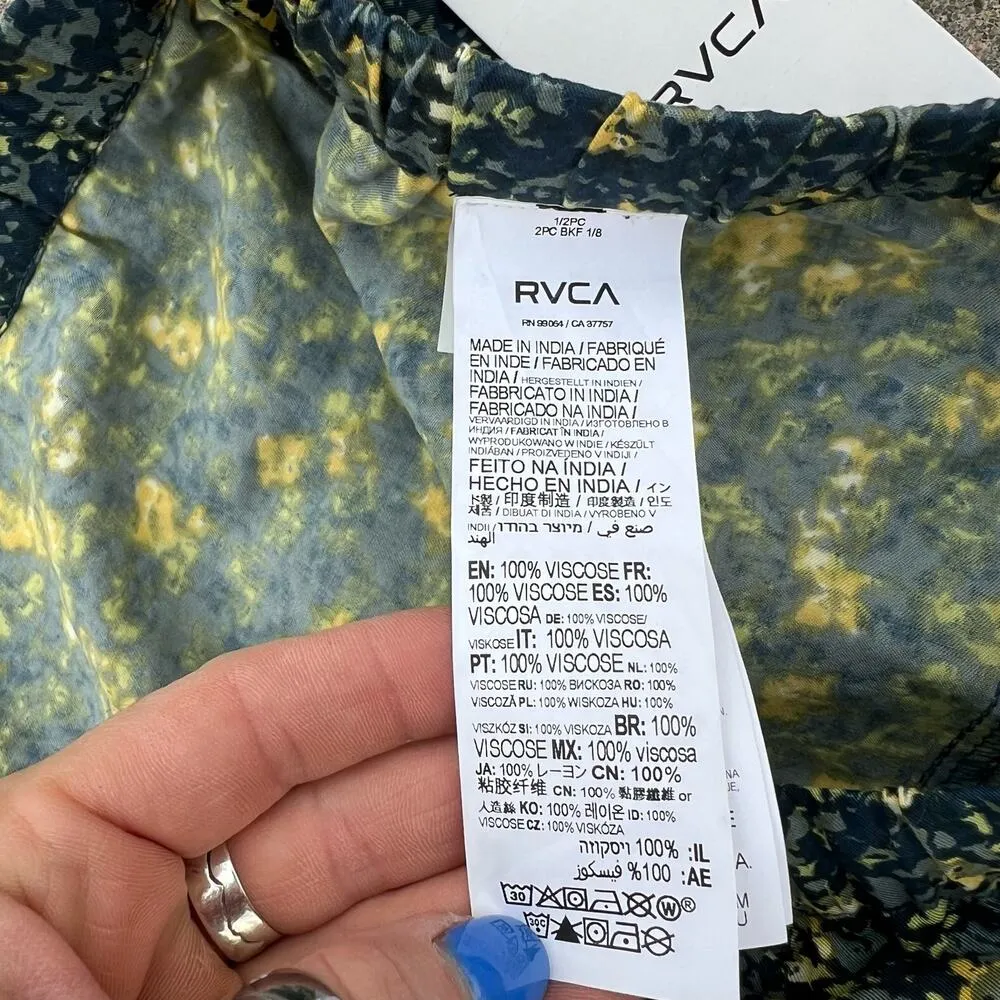 RVCA
1/2PC
2PC BKF 1/8
RVCA
RN 99064 / CA 37757
MADE IN INDIA / FABRIQUÉ
EN INDE / FABRICADO EN
INDIA / HERGESTELLT IN INDIEN /
FABBRICATO IN INDIA /
FABRICADO NA INDIA /
VERVAARDIGD IN INDIA / ИЗГОТОВЛЕНО В
ИНДИЯ / FABRICAT ÎN INDIA /
WYPRODUKOWANO W INDIE / KÉSZÜLT
INDIÁBAN / PROIZVEDENO V INDIJI /
FEITO NA ÍNDIA /
HECHO EN INDIA / イン
ド製 / 印度制造 / 印度製造 / 인도
제조 / DIBUAT DI INDIA / VYROBENO V
INDII / צנע في / מיוצר בהודו
الهند
EN: 100% VISCOSE FR:
100% VISCOSE ES: 100%
VISCOSA DE: 100% VISCOSE/
VISKOSE IT: 100% VISCOSA
PT: 100% VISCOSE NL: 100%
VISCOSE RU: 100% ВИСКОЗА RO: 100%
VISCOZĂ PL: 100% WISKOZA HU: 100%
VISZKÓZ SI: 100% VISKOZA BR: 100%
VISCOSE MX: 100% viscosa
JA: 100% レーヨン CN: 100%
粘胶纤维 CN: 100% 黏膠纖維 or
人造絲 KO: 100% 레이온 ID: 100%
VISCOSE CZ: 100% VISKÓZA
IL: 100% ויסקוזה
AE: 100% فيسكوز
30 W®
30C